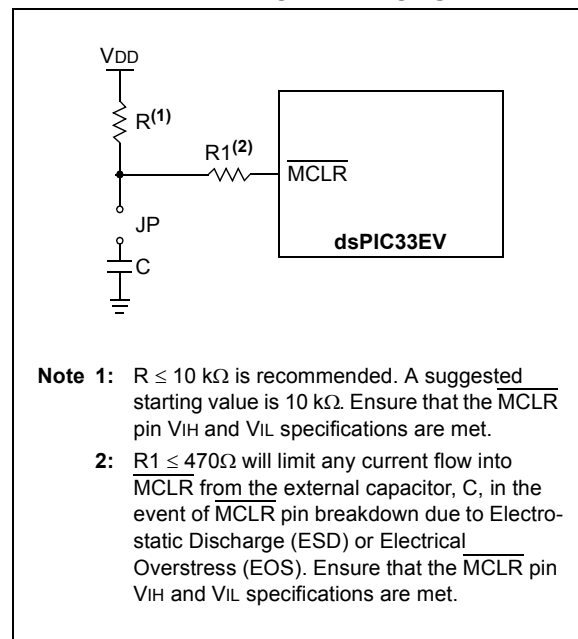 VDD
R(1)
R1(2)
MCLR
JP
C
dsPIC33EV
Note 1: R ≤ 10 kΩ is recommended. A suggested
starting value is 10 kΩ. Ensure that the MCLR
pin VIH and VIL specifications are met.
2: R1 ≤ 470Ω will limit any current flow into
MCLR from the external capacitor, C, in the
event of MCLR pin breakdown due to Electro-
static Discharge (ESD) or Electrical
Overstress (EOS). Ensure that the MCLR pin
VIH and VIL specifications are met.